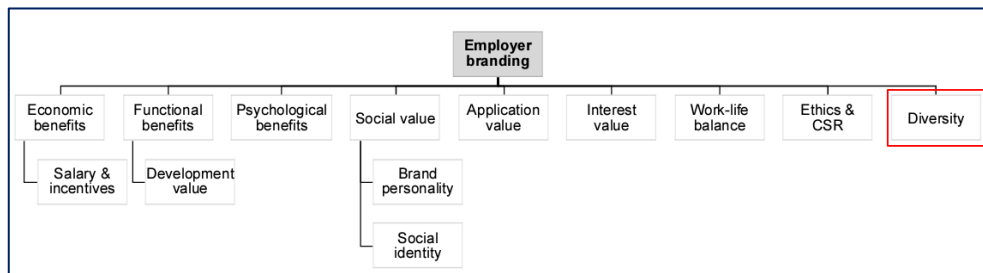 Employer
branding
Economic
benefits
Functional
benefits
Psychological
benefits
Social value
Application
value
Interest
value
Work-life
balance
Ethics &
CSR
Diversity
Salary &
incentives
Development
value
Brand
personality
Social
identity